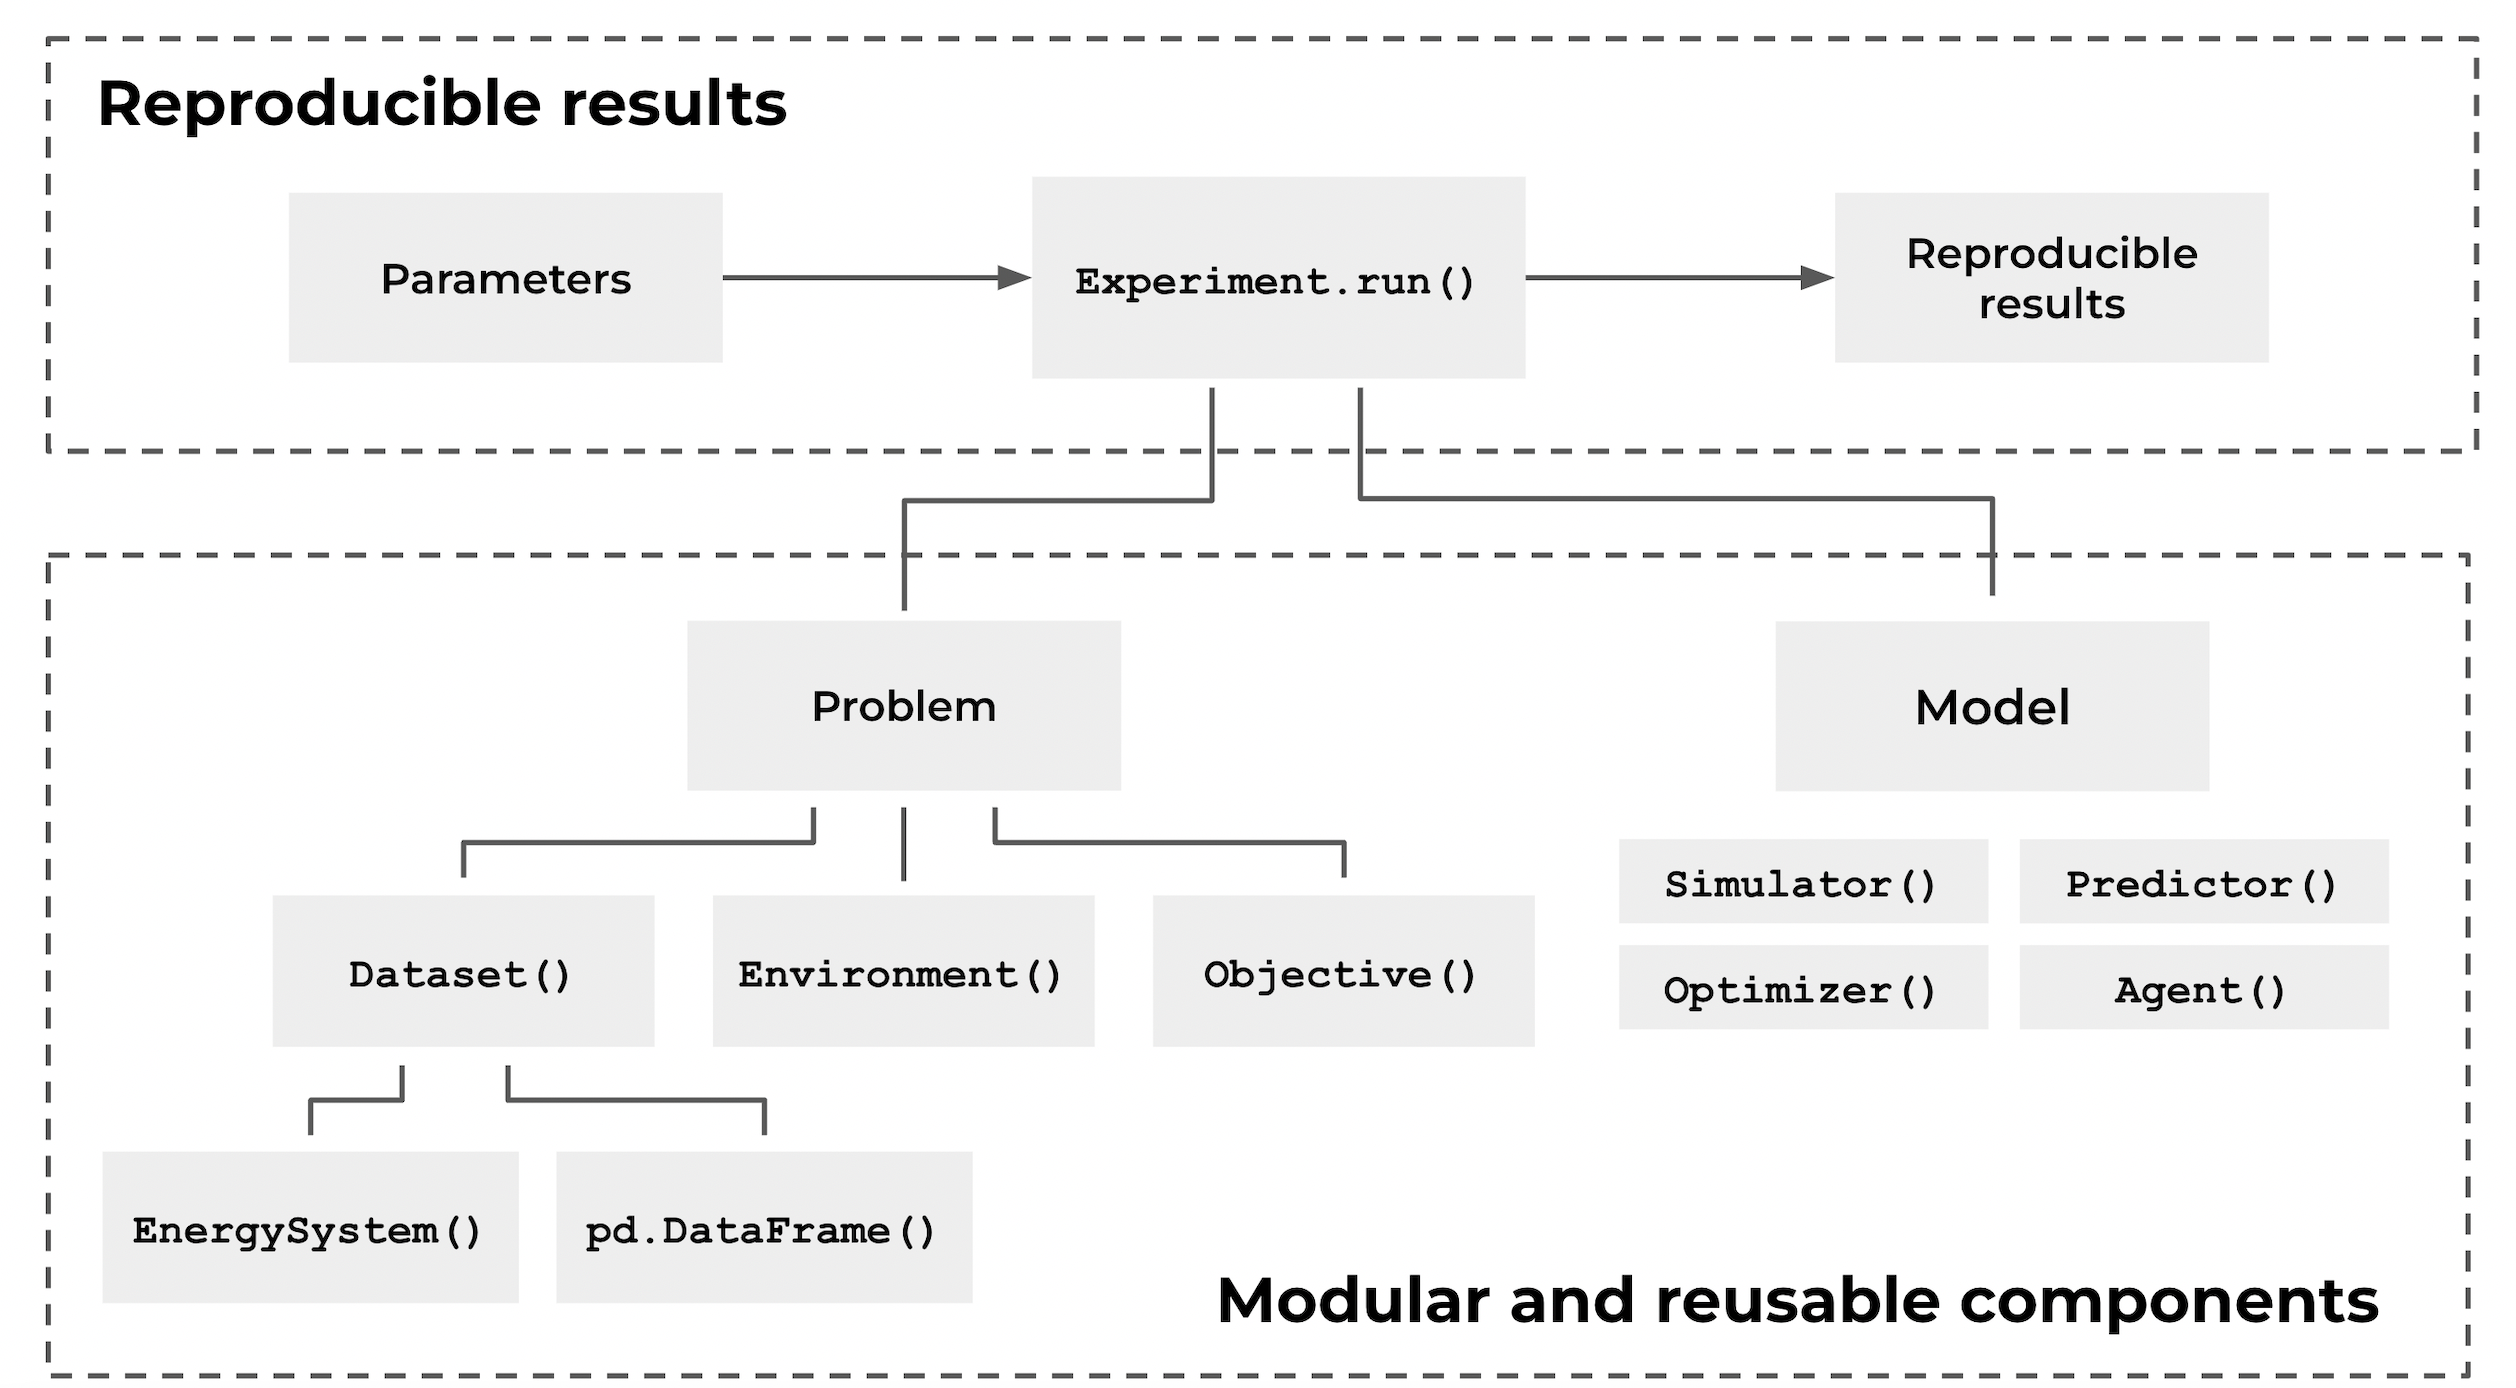 Reproducible results
Parameters
Experiment.run()
Reproducible
results
Problem
Model
Simulator()
Predictor()
Optimizer()
Agent()
Dataset()
Environment()
Objective()
EnergySystem()
pd.DataFrame()
Modular and reusable components